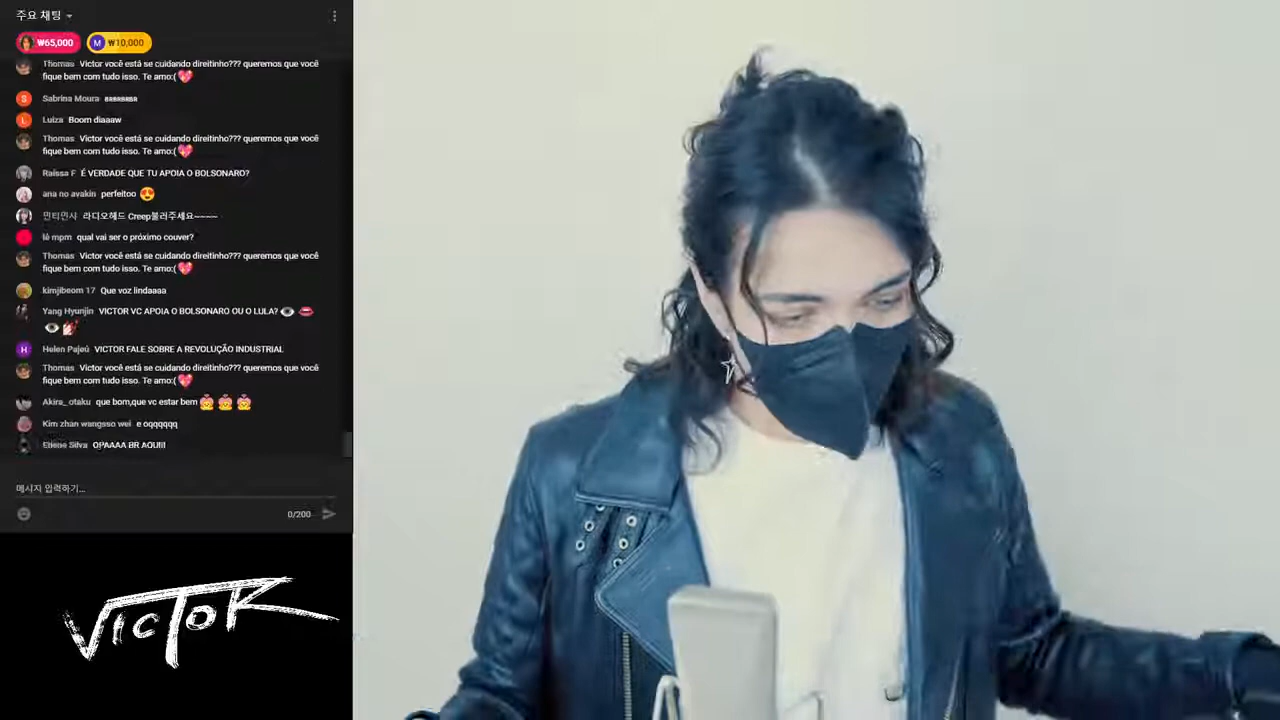 주요 채팅
₩65,000
M ₩10,000
Thomas Victor você está se cuidando direitinho??? queremos que você
fique bem com tudo isso. Te amo:(
S Sabrina Moura BRBRBRBR
L Luiza Boom diaaaw
Thomas Victor você está se cuidando direitinho??? queremos que você
fique bem com tudo isso. Te amo:(
Raissa F É VERDADE QUE TU APOIA O BOLSONARO?
ana no avakin perfeitoo
민티민사 라디오헤드 Creep불러주세요~~~~
lê mpm qual vai ser o próximo couver?
Thomas Victor você está se cuidando direitinho??? queremos que você
fique bem com tudo isso. Te amo:(
kimjibeom 17 Que voz lindaaaa
Yang Hyunjin VICTOR VC APOIA O BOLSONARO OU O LULA?
H Helen Pajeú VICTOR FALE SOBRE A REVOLUÇÃO INDUSTRIAL
Thomas Victor você está se cuidando direitinho??? queremos que você
fique bem com tudo isso. Te amo:(
Akira_ otaku que bom,que vc estar bem
Kim zhan wangsso wei e oqqqqqq
Etiene Silva OPAAAA BR AQUI!!
메시지 입력하기...
0/200
VICTOR